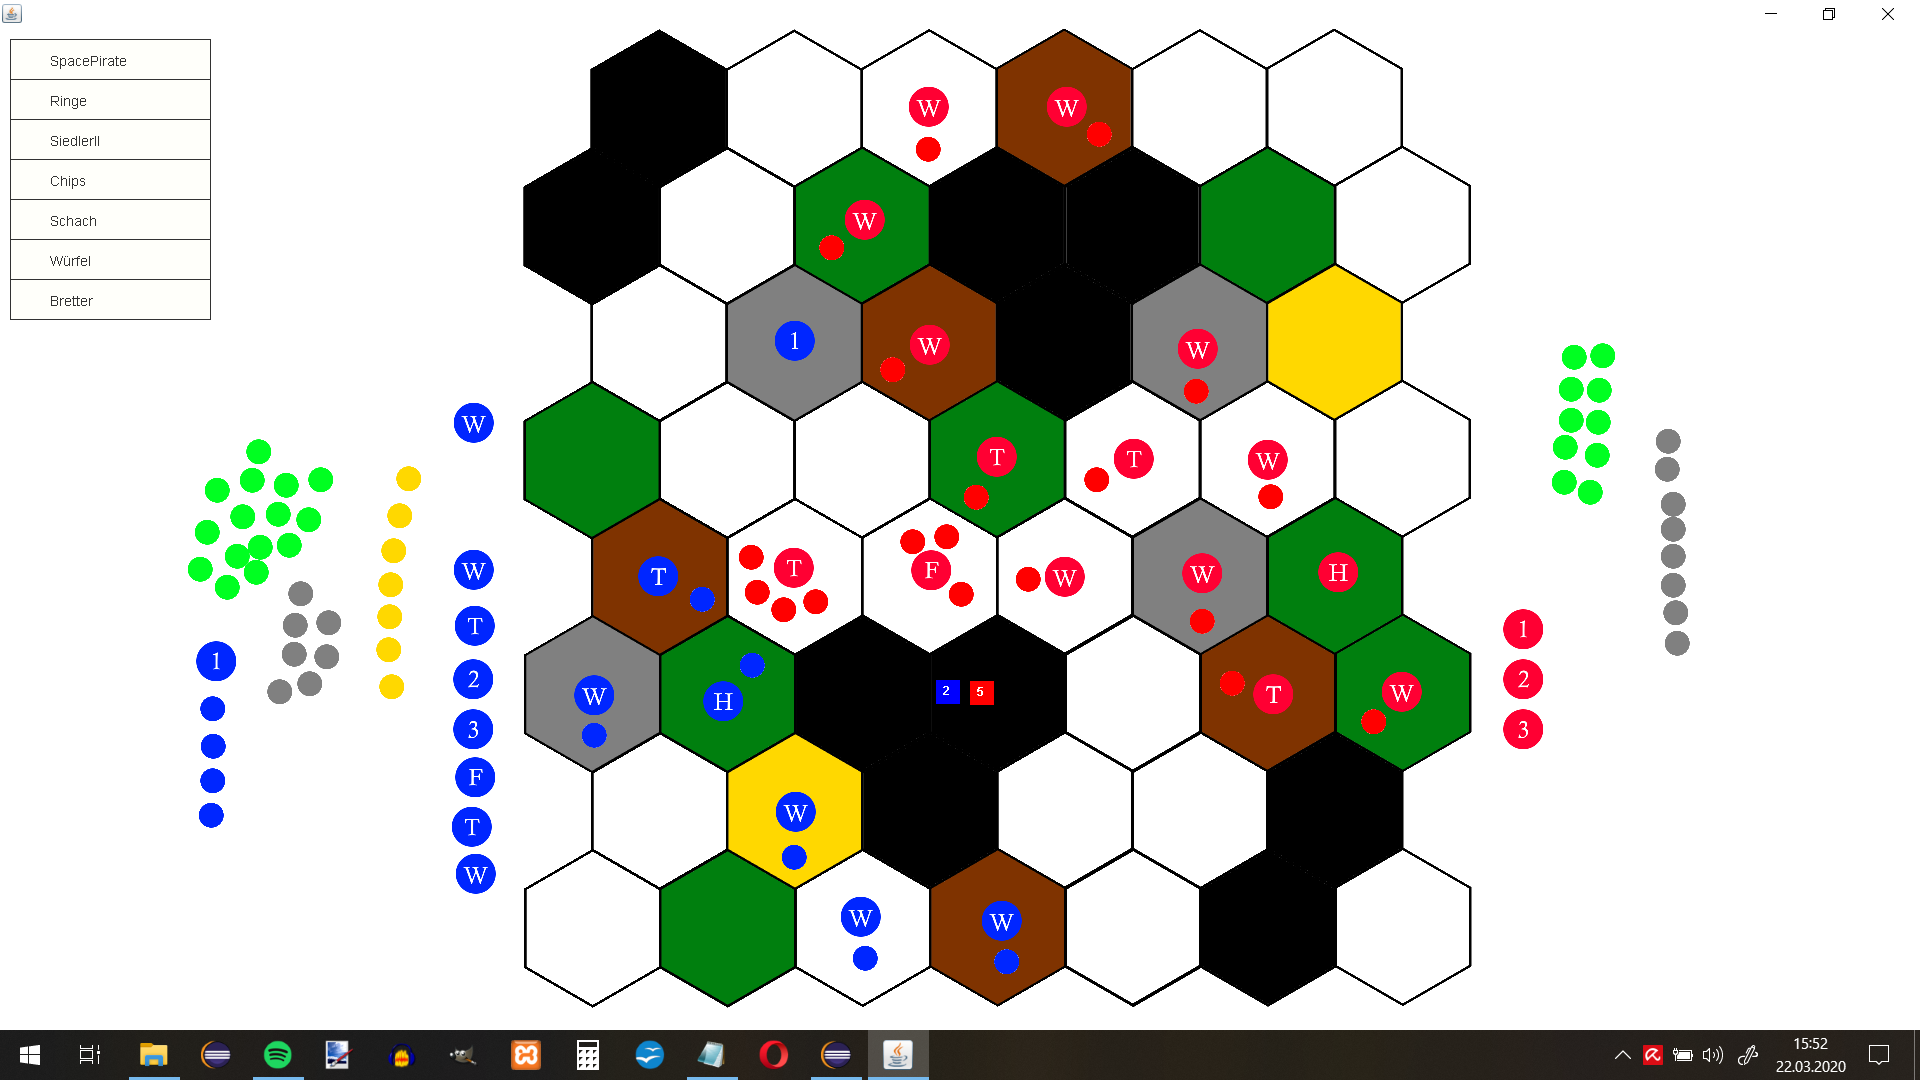 SpacePirate
Ringe
SiedlerII
Chips
Schach
Würfel
Bretter
W W
W
1 W W
W
T T W
W
T T F W W H
T
1
2
3
W H 2 5 T W
1
2
3
F
W
T
W
W W
15:52
22.03.2020